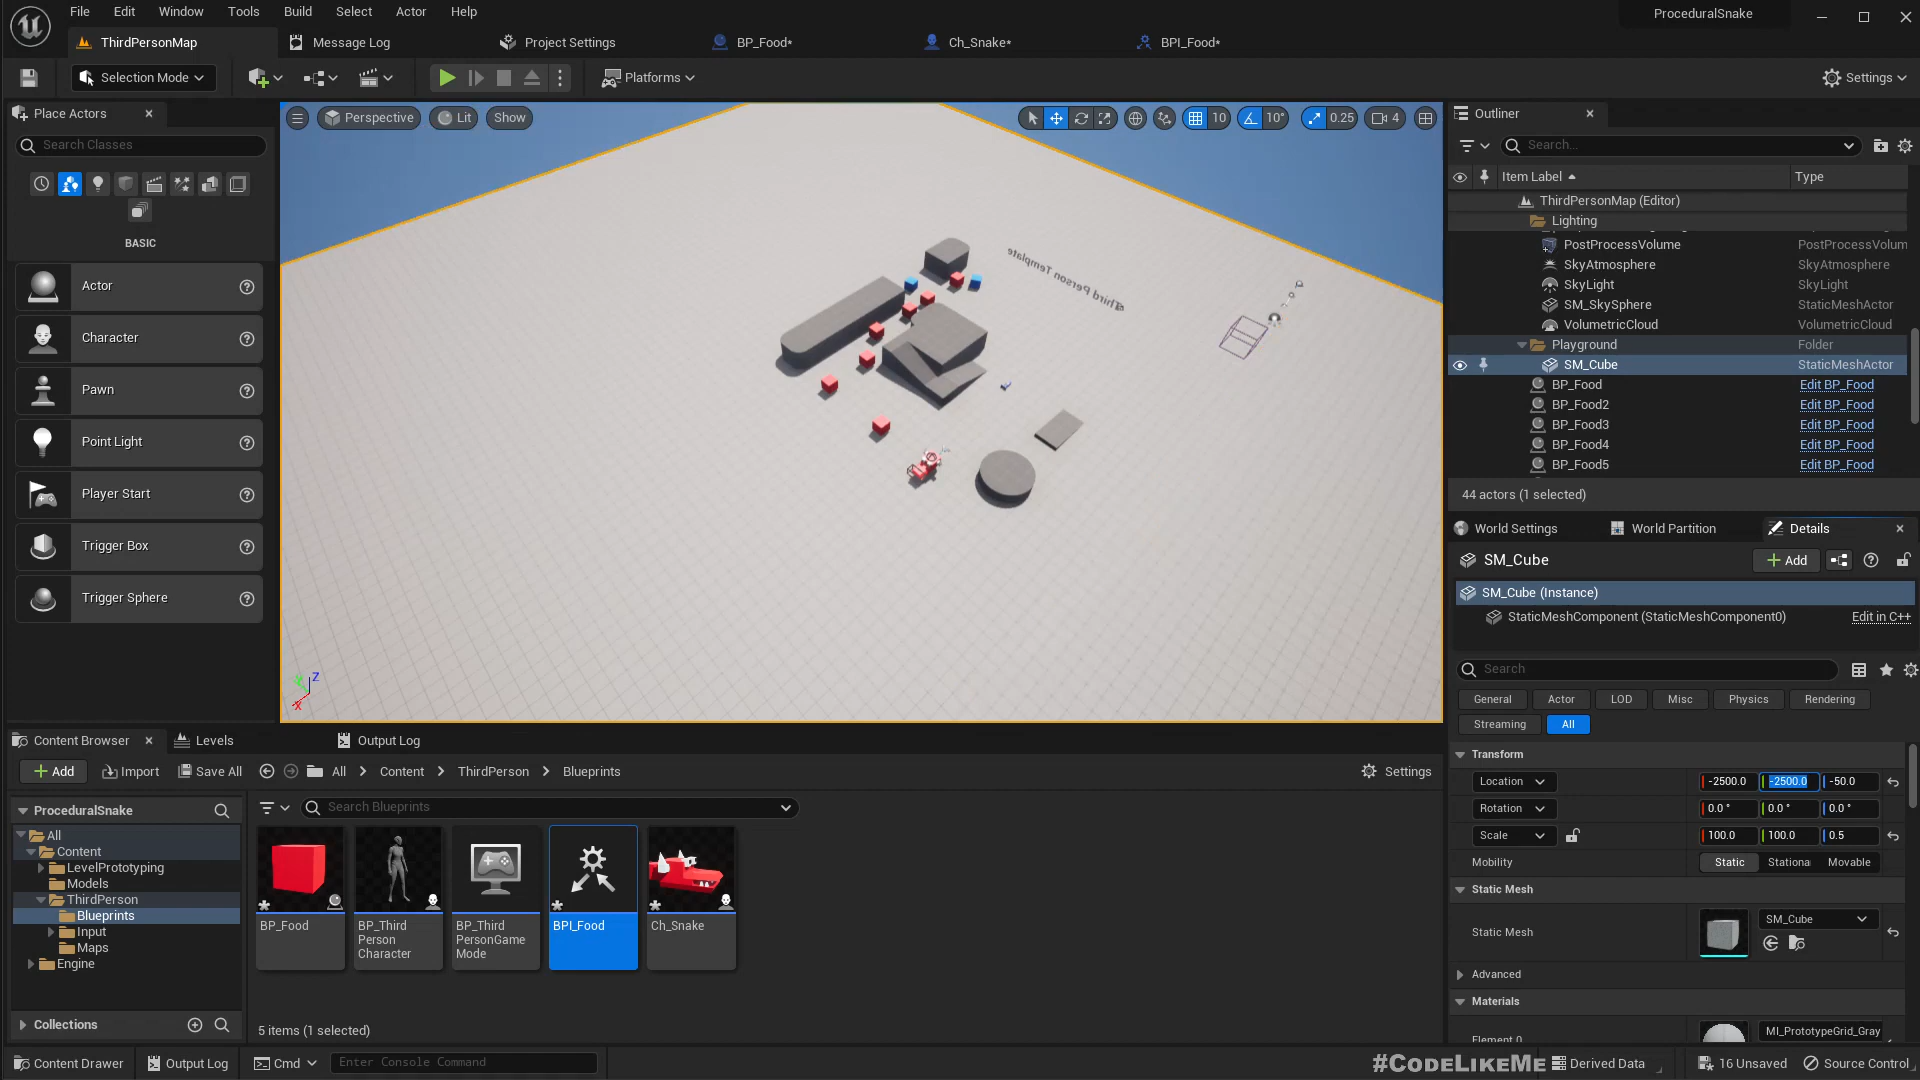 File Edit Window Tools Build Select Actor Help
ProceduralSnake
ThirdPersonMap
Message Log
Project Settings
BP_Food*
Ch_Snake*
BPI_Food*
Selection Mode
Platforms
Settings
Place Actors
Search Classes
BASIC
Actor
Character
Pawn
Point Light
Player Start
Trigger Box
Trigger Sphere
Perspective
Lit
Show
10
10°
0.25
4
Third Person Template
Z
X
Outliner
Search...
Item Label
Type
ThirdPersonMap (Editor)
Lighting
PostProcessVolume PostProcessVolum
SkyAtmosphere SkyAtmosphere
SkyLight SkyLight
SM_SkySphere StaticMeshActor
VolumetricCloud VolumetricCloud
Playground Folder
SM_Cube StaticMeshActor
BP_Food Edit BP_Food
BP_Food2 Edit BP_Food
BP_Food3 Edit BP_Food
BP_Food4 Edit BP_Food
BP_Food5 Edit BP_Food
44 actors (1 selected)
World Settings
World Partition
Details
SM_Cube
Add
SM_Cube (Instance)
StaticMeshComponent (StaticMeshComponent0) Edit in C++
Search
General Actor LOD Misc Physics Rendering
Streaming All
Transform
Location -2500.0 -2500.0 -50.0
Rotation 0.0 ° 0.0 ° 0.0 °
Scale 100.0 100.0 0.5
Mobility Static Stationa Movable
Static Mesh
Static Mesh SM_Cube
Advanced
Materials
Element 0 MI_PrototypeGrid_Gray
Content Browser
Levels
Output Log
Add
Import
Save All
All > Content > ThirdPerson > Blueprints
Settings
ProceduralSnake
Search Blueprints
All
Content
LevelPrototyping
Models
ThirdPerson
Blueprints
Input
Maps
Engine
Collections
BP_Food
BP_Third
Person
Character
BP_Third
PersonGame
Mode
BPI_Food
Ch_Snake
5 items (1 selected)
Content Drawer
Output Log
Cmd
Enter Console Command
#CODELIKEME
Derived Data
16 Unsaved
Source Control